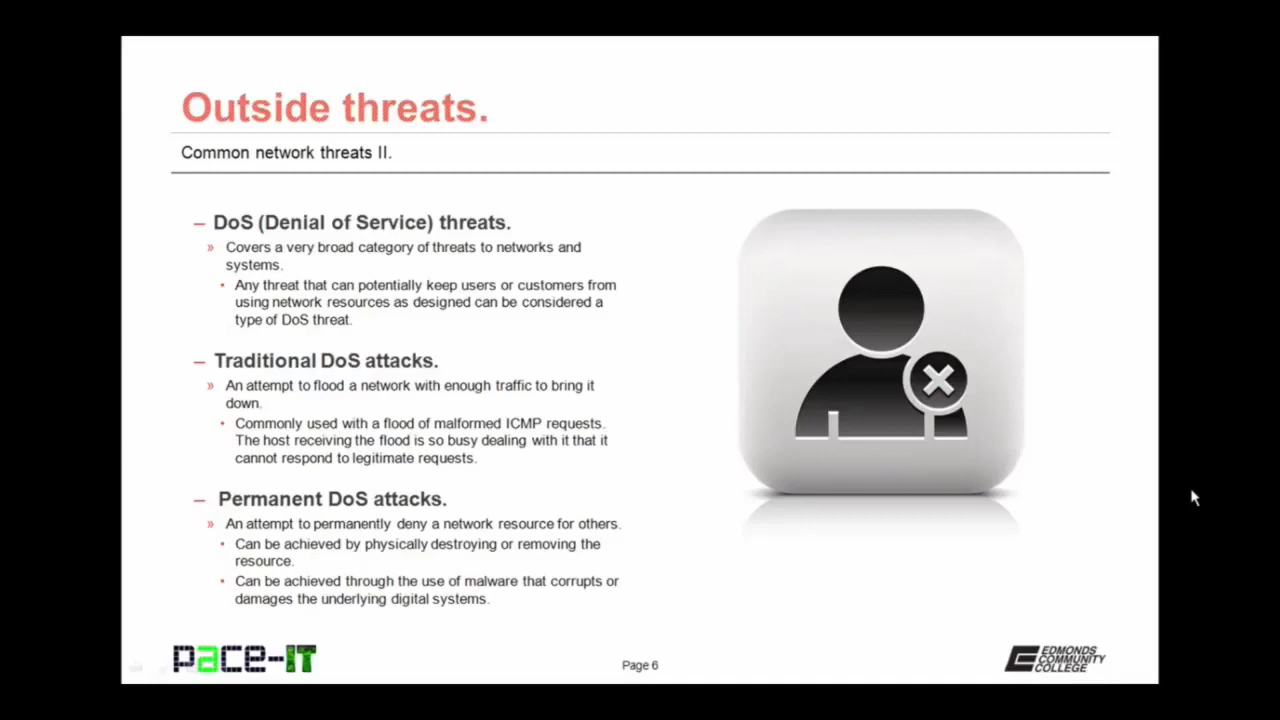 Outside threats.
Common network threats II.
– DoS (Denial of Service) threats.
» Covers a very broad category of threats to networks and
systems.
• Any threat that can potentially keep users or customers from
using network resources as designed can be considered a
type of DoS threat.
– Traditional DoS attacks.
» An attempt to flood a network with enough traffic to bring it
down.
• Commonly used with a flood of malformed ICMP requests.
The host receiving the flood is so busy dealing with it that it
cannot respond to legitimate requests.
– Permanent DoS attacks.
» An attempt to permanently deny a network resource for others.
• Can be achieved by physically destroying or removing the
resource.
• Can be achieved through the use of malware that corrupts or
damages the underlying digital systems.
pace-IT
Page 6
EDMONDS
COMMUNITY
COLLEGE